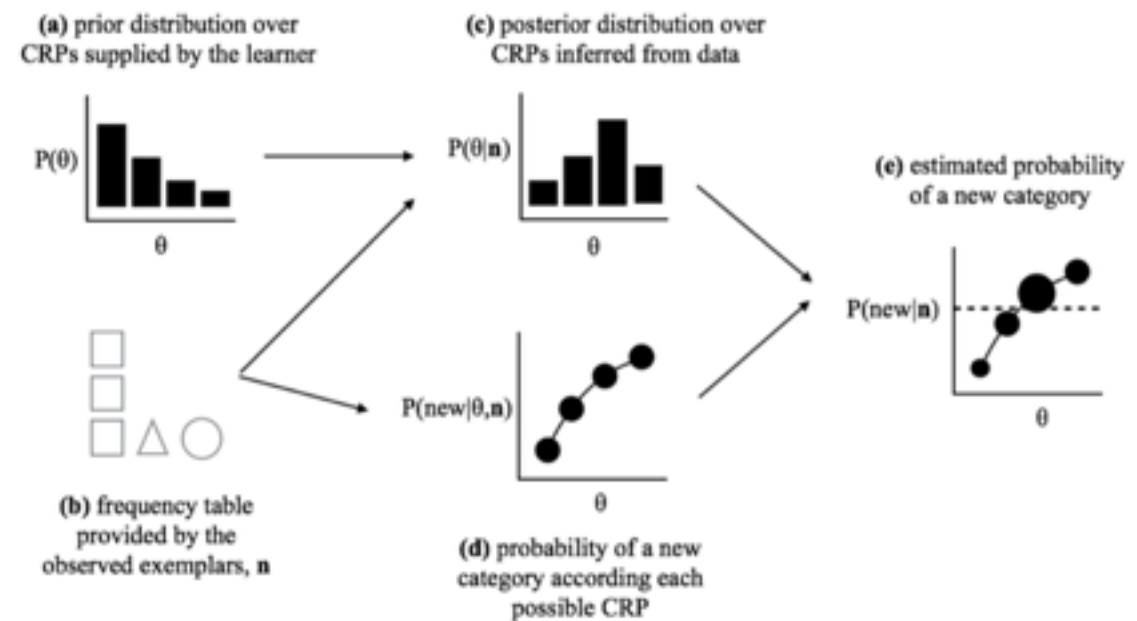 (a) prior distribution over
CRPs supplied by the learner
P(θ)
θ
(b) frequency table
provided by the
observed exemplars, n
(c) posterior distribution over
CRPs inferred from data
P(θ|n)
θ
P(new|θ,n)
θ
(d) probability of a new
category according each
possible CRP
(e) estimated probability
of a new category
P(new|n)
θ